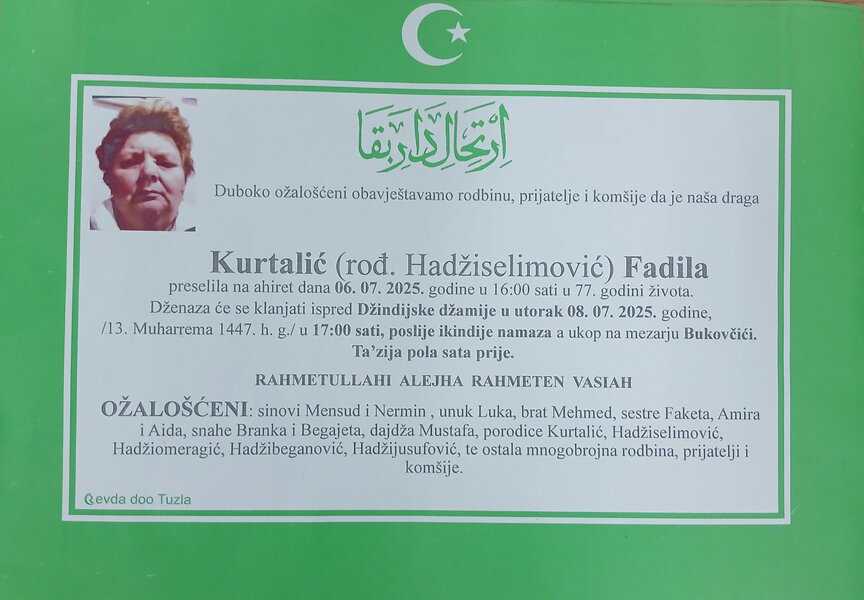 اِرْتِحَالِ دَارِ بَقَا
Duboko ožalošćeni obavještavamo rodbinu, prijatelje i komšije da je naša draga
Kurtalić (rođ. Hadžiselimović) Fadila
preselila na ahiret dana 06. 07. 2025. godine u 16:00 sati u 77. godini života.
Dženaza će se klanjati ispred Džindijske džamije u utorak 08. 07. 2025. godine,
/13. Muharrema 1447. h. g./ u 17:00 sati, poslije ikindije namaza a ukop na mezarju Bukovčići.
Ta'zija pola sata prije.
RAHMETULLAHI ALEJHA RAHMETEN VASIAH
OŽALOŠĆENI: sinovi Mensud i Nermin , unuk Luka, brat Mehmed, sestre Faketa, Amira
i Aida, snahe Branka i Begajeta, dajdža Mustafa, porodice Kurtalić, Hadžiselimović,
Hadžiomeragić, Hadžibeganović, Hadžijusufović, te ostala mnogobrojna rodbina, prijatelji i
komšije.
Revda doo Tuzla